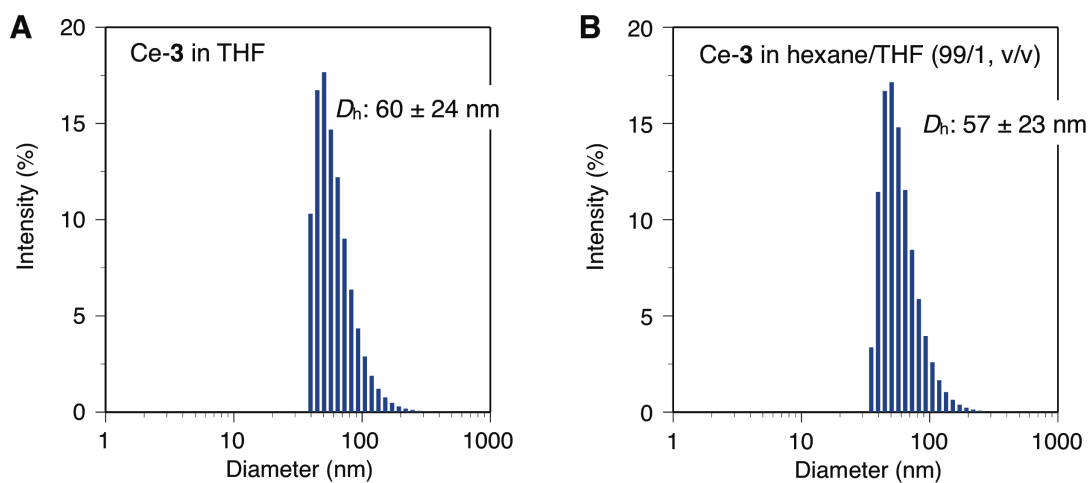 A
Ce-3 in THF
Dh: 60 ± 24 nm
Intensity (%)
20
15
10
5
0
1 10 100 1000
Diameter (nm)
B
Ce-3 in hexane/THF (99/1, v/v)
Dh: 57 ± 23 nm
Intensity (%)
20
15
10
5
0
1 10 100 1000
Diameter (nm)